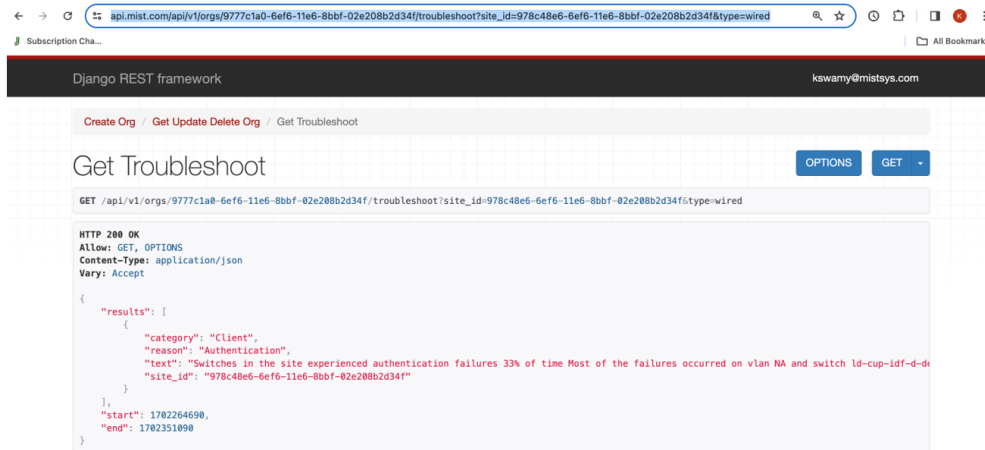 api.mist.com/api/v1/orgs/9777c1a0-6ef6-11e6-8bbf-02e208b2d34f/troubleshoot?site_id=978c48e6-6ef6-11e6-8bbf-02e208b2d34f&type=wired
K
Subscription Cha...
All Bookmark
Django REST framework
kswamy@mistsys.com
Create Org / Get Update Delete Org / Get Troubleshoot
Get Troubleshoot
OPTIONS
GET
GET /api/v1/orgs/9777c1a0-6ef6-11e6-8bbf-02e208b2d34f/troubleshoot?site_id=978c48e6-6ef6-11e6-8bbf-02e208b2d34f&type=wired
HTTP 200 OK
Allow: GET, OPTIONS
Content-Type: application/json
Vary: Accept
{
"results": [
{
"category": "Client",
"reason": "Authentication",
"text": "Switches in the site experienced authentication failures 33% of time Most of the failures occurred on vlan NA and switch ld-cup-idf-d-de
"site_id": "978c48e6-6ef6-11e6-8bbf-02e208b2d34f"
}
],
"start": 1702264690,
"end": 1702351090
}